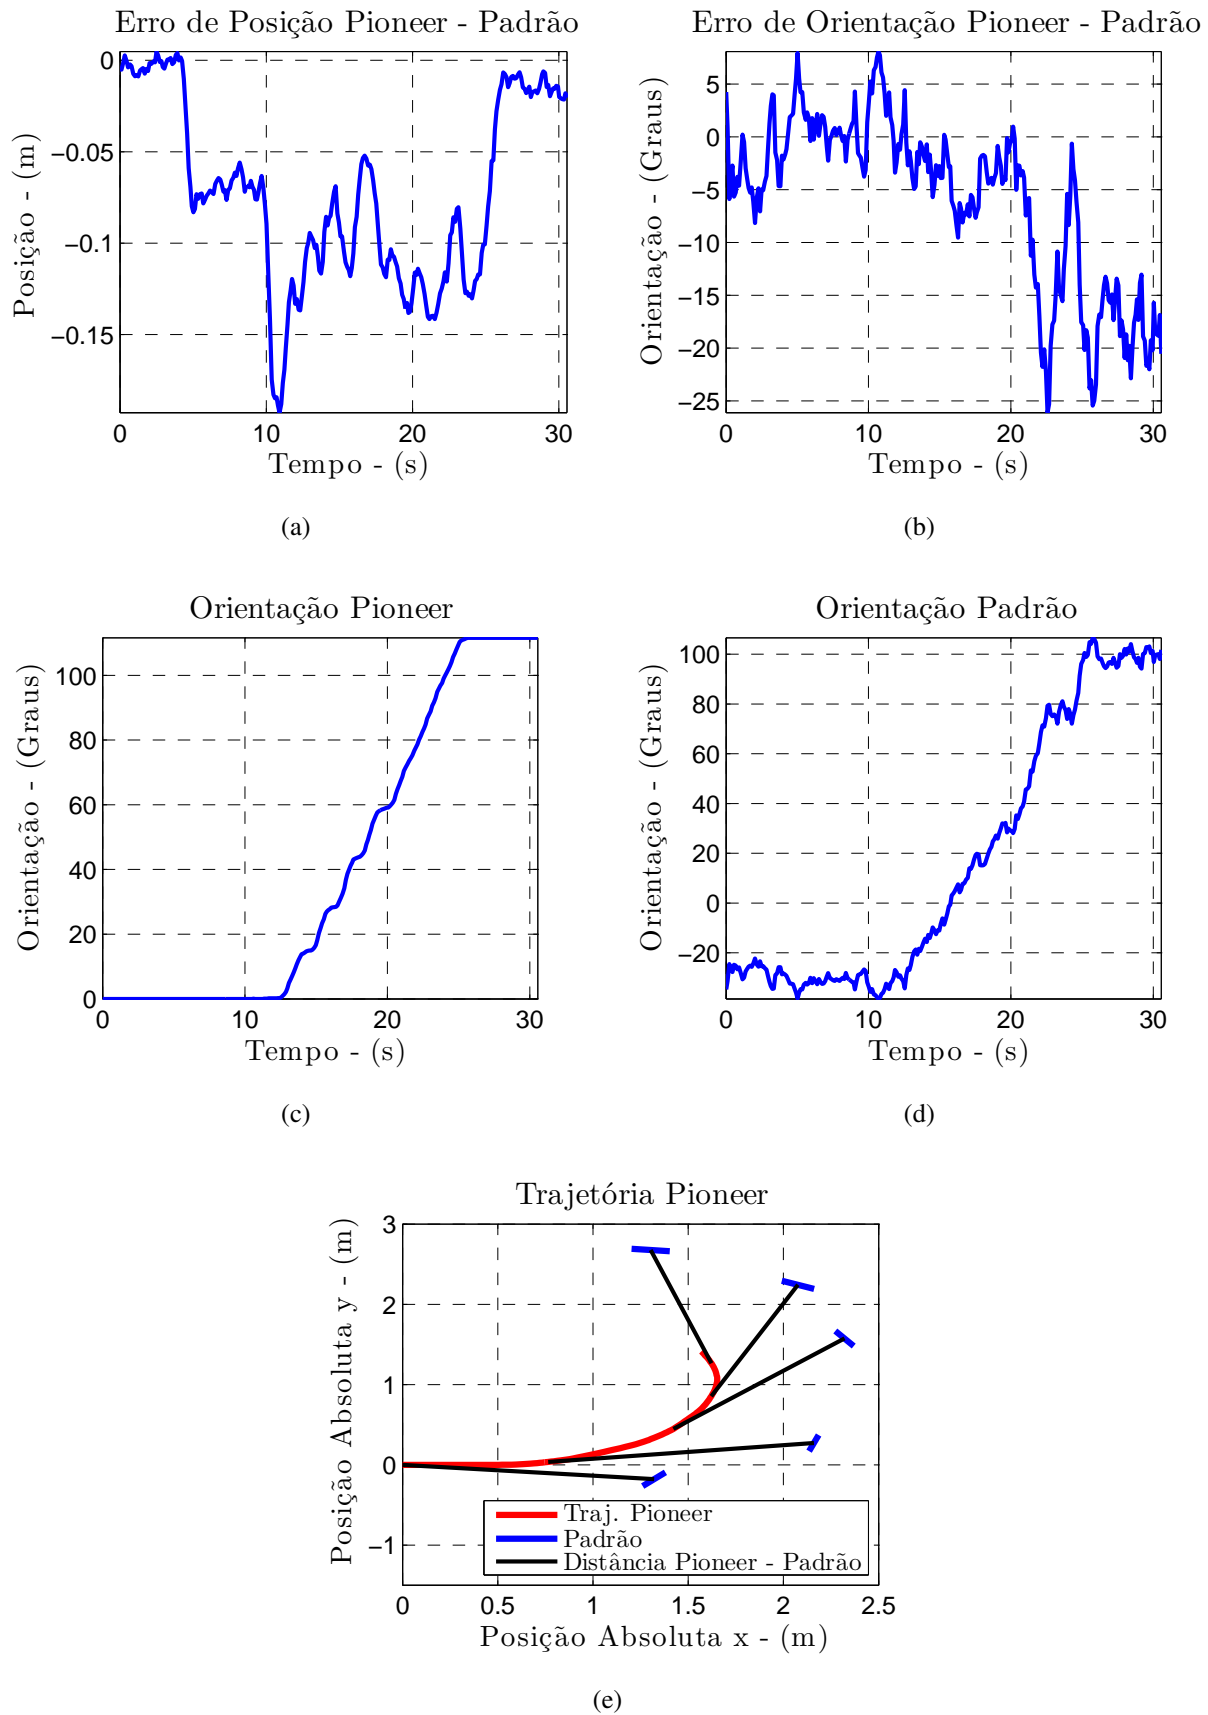 Erro de Posição Pioneer - Padrão
Posição - (m)
0
−0.05
−0.1
−0.15
0 10 20 30
Tempo - (s)
(a)
Erro de Orientação Pioneer - Padrão
Orientação - (Graus)
5
0
−5
−10
−15
−20
−25
0 10 20 30
Tempo - (s)
(b)
Orientação Pioneer
Orientação - (Graus)
100
80
60
40
20
0
0 10 20 30
Tempo - (s)
(c)
Orientação Padrão
Orientação - (Graus)
100
80
60
40
20
0
−20
0 10 20 30
Tempo - (s)
(d)
Trajetória Pioneer
Posição Absoluta y - (m)
3
2
1
0
−1
Traj. Pioneer
Padrão
Distância Pioneer - Padrão
0 0.5 1 1.5 2 2.5
Posição Absoluta x - (m)
(e)